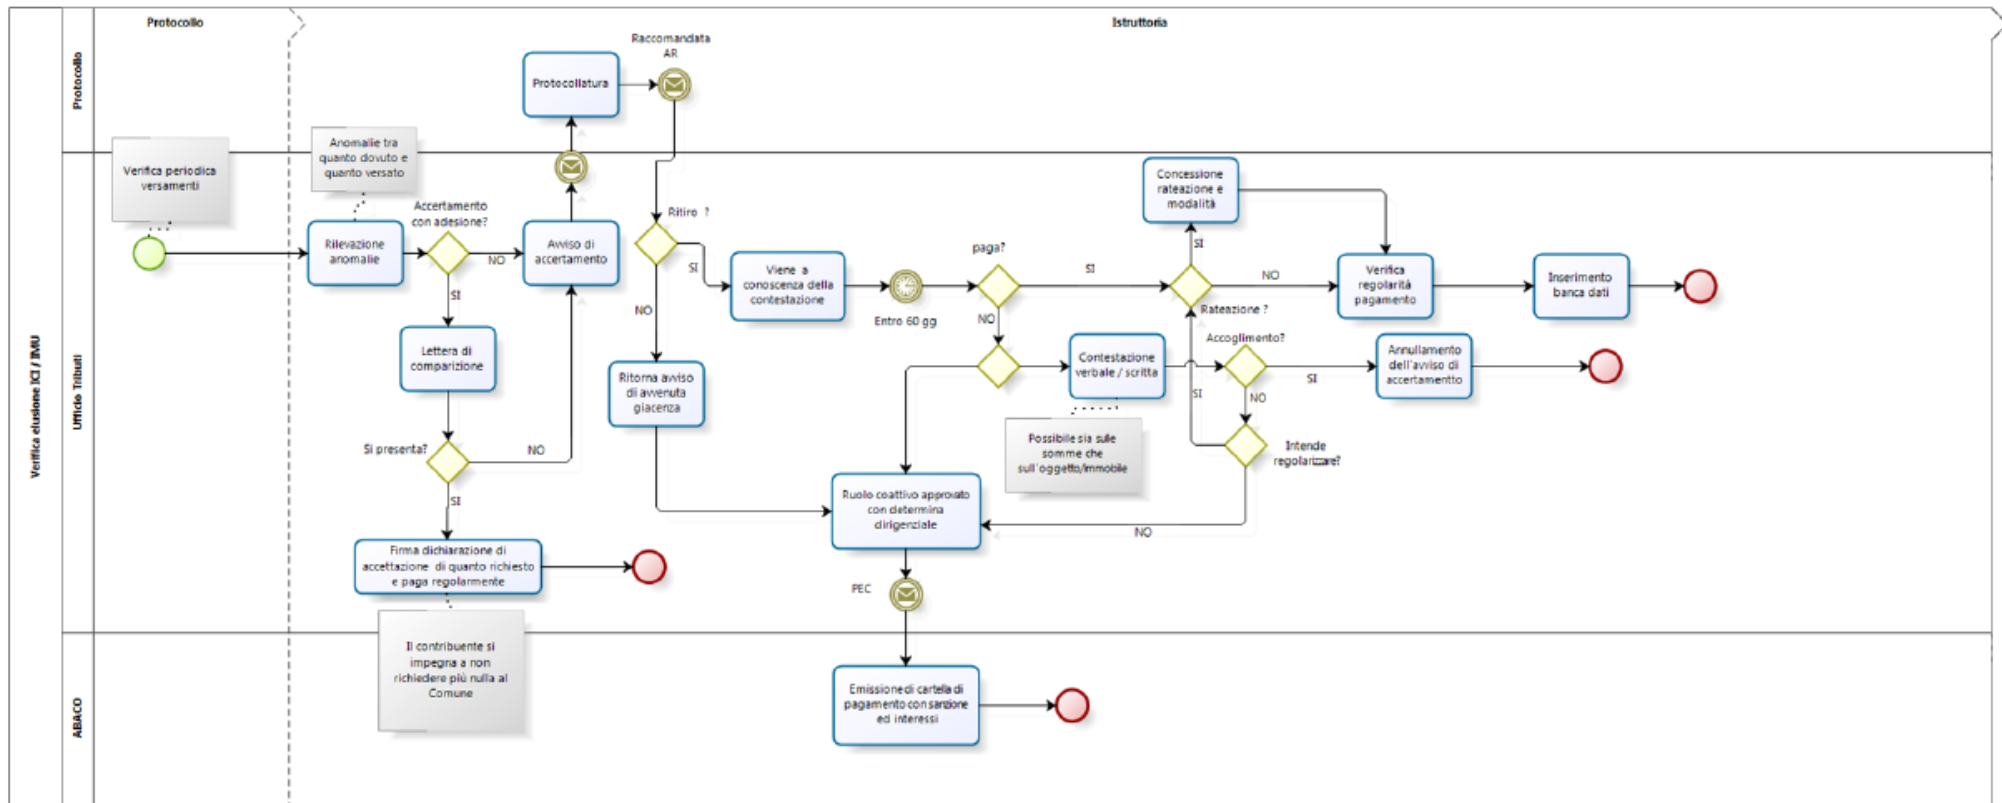 Protocollo
Istruttoria
Verifica elusione ICI / IMU
Protocollo
Ufficio Tributi
ABACO
Raccomandata
AR
Protocollatura
Verifica periodica
versamenti
Anomalie tra
quanto dovuto e
quanto versato
Rilevazione
anomalie
Accertamento
con adesione?
NO
SI
Avviso di
accertamento
Lettera di
comparizione
Si presenta?
NO
SI
Firma dichiarazione di
accettazione di quanto richiesto
e paga regolarmente
Il contribuente si
impegna a non
richiedere più nulla al
Comune
Ritiro ?
SI
NO
Ritorna avviso
di avvenuta
giacenza
Viene a
conoscenza della
contestazione
Entro 60 gg
paga?
SI
NO
Concessione
rateazione e
modalità
SI
NO
Rateazione ?
Verifica
regolarità
pagamento
Inserimento
banca dati
Contestazione
verbale / scritta
Possibile sia sulle
somme che
sull'oggetto/immobile
Accoglimento?
SI
NO
Annullamento
dell'avviso di
accertamentto
Intende
regolarizzare?
SI
NO
Ruolo coattivo approvato
con determina
dirigenziale
PEC
Emissione di cartella di
pagamento con sanzione
ed interessi